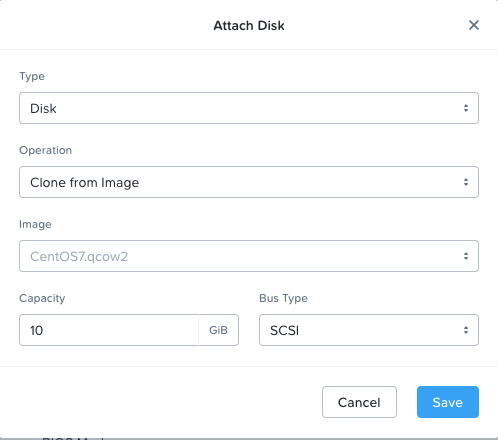 Attach Disk
Type
Disk
Operation
Clone from Image
Image
CentOS7.qcow2
Capacity
Bus Type
10 GiB
SCSI
Cancel
Save